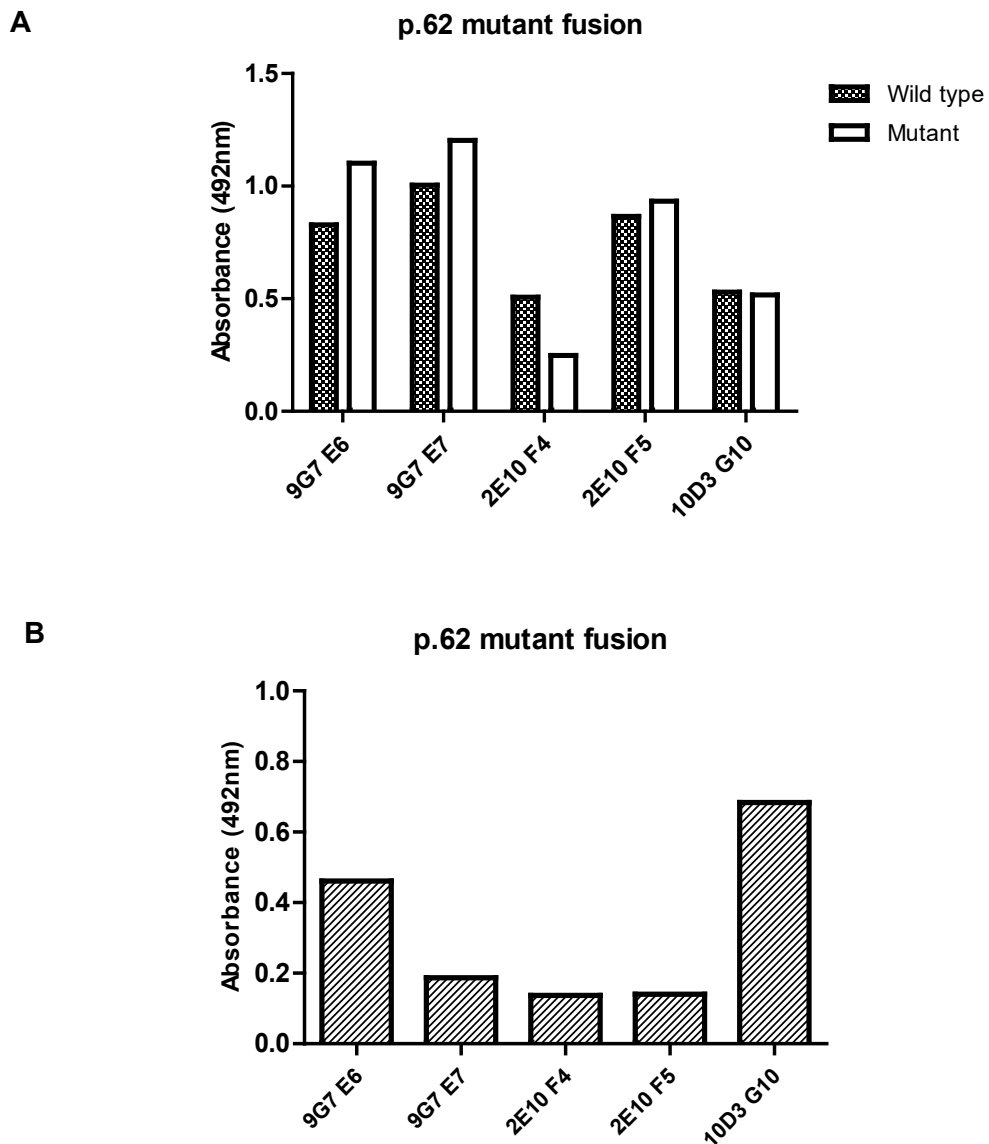 A
p.62 mutant fusion
Absorbance (492nm)
1.5
1.0
0.5
0.0
Wild type
Mutant
9G7 E6
9G7 E7
2E10 F4
2E10 F5
10D3 G10
B
p.62 mutant fusion
Absorbance (492nm)
1.0
0.8
0.6
0.4
0.2
0.0
9G7 E6
9G7 E7
2E10 F4
2E10 F5
10D3 G10